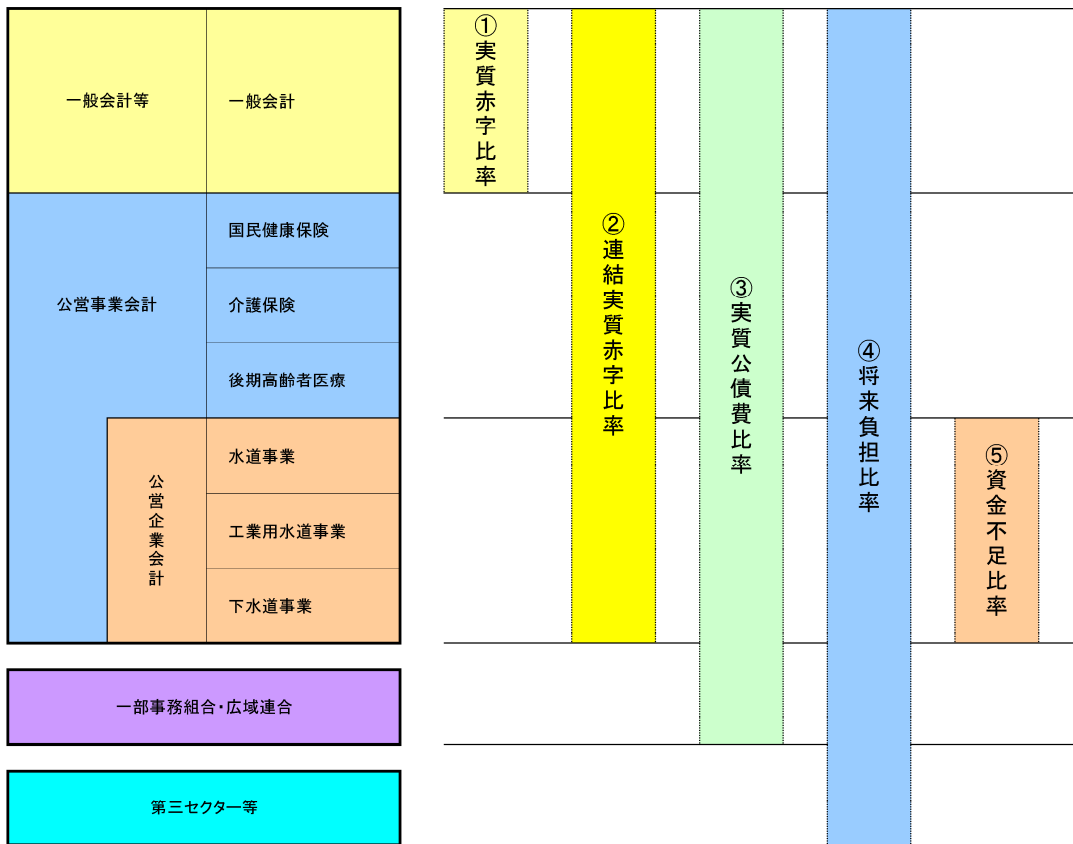 一般会計等
一般会計
公営事業会計
国民健康保険
介護保険
後期高齢者医療
公営企業会計
水道事業
工業用水道事業
下水道事業
一部事務組合・広域連合
第三セクター等
①実質赤字比率
②連結実質赤字比率
③実質公債費比率
④将来負担比率
⑤資金不足比率